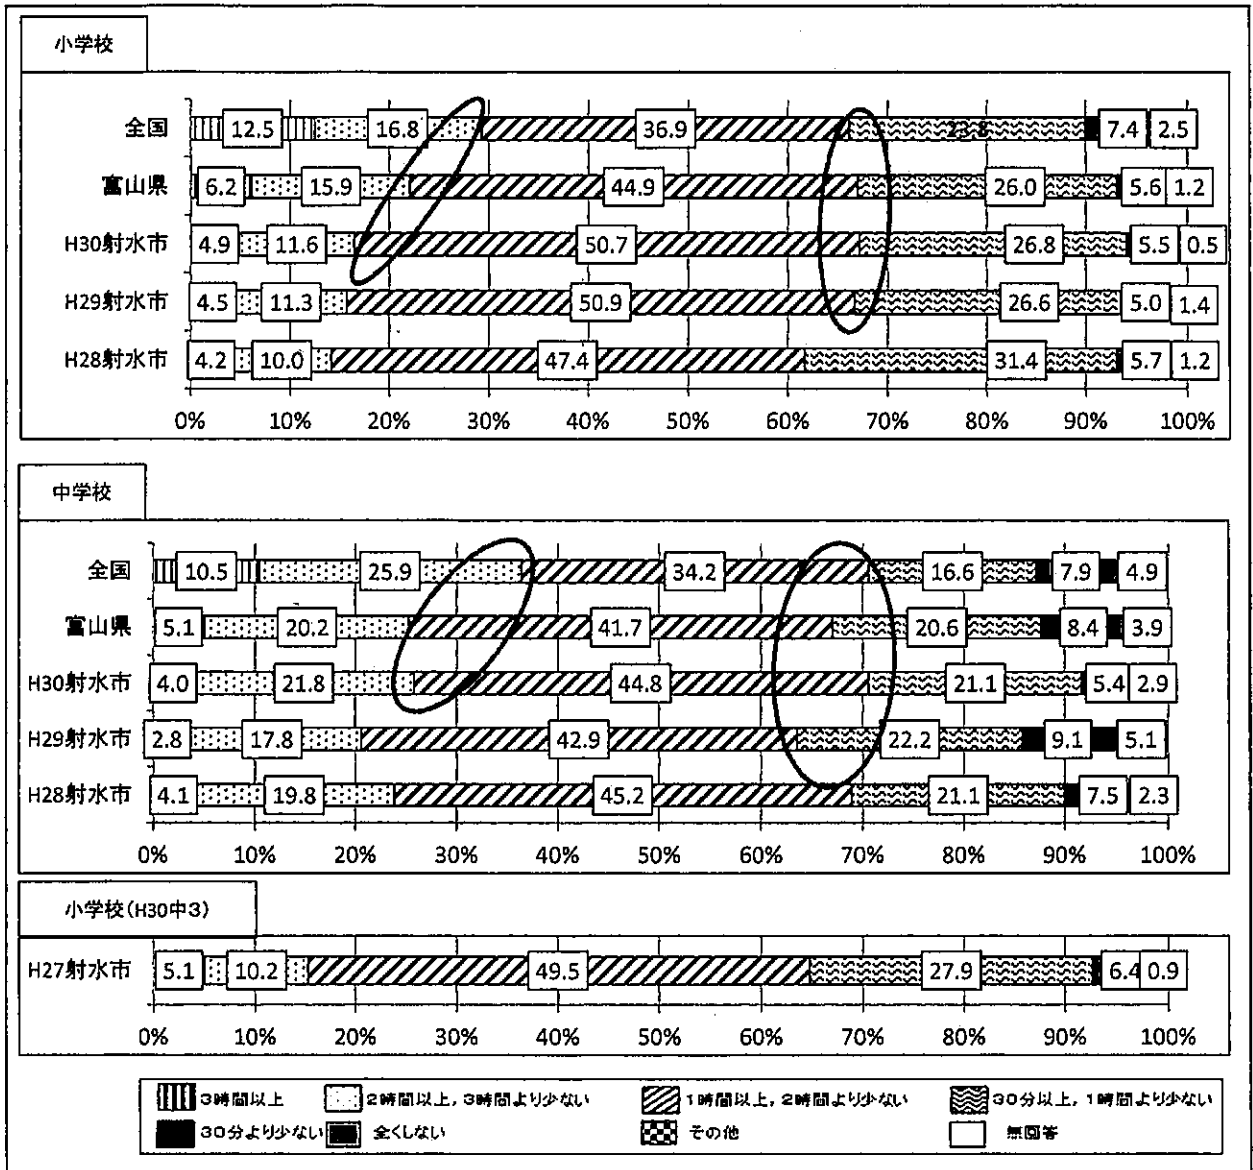 小学校
全国 12.5 16.8 36.9 23.8 7.4 2.5
富山県 6.2 15.9 44.9 26.0 5.6 1.2
H30射水市 4.9 11.6 50.7 26.8 5.5 0.5
H29射水市 4.5 11.3 50.9 26.6 5.0 1.4
H28射水市 4.2 10.0 47.4 31.4 5.7 1.2
0% 10% 20% 30% 40% 50% 60% 70% 80% 90% 100%
中学校
全国 10.5 25.9 34.2 16.6 7.9 4.9
富山県 5.1 20.2 41.7 20.6 8.4 3.9
H30射水市 4.0 21.8 44.8 21.1 5.4 2.9
H29射水市 2.8 17.8 42.9 22.2 9.1 5.1
H28射水市 4.1 19.8 45.2 21.1 7.5 2.3
0% 10% 20% 30% 40% 50% 60% 70% 80% 90% 100%
小学校(H30中3)
H27射水市 5.1 10.2 49.5 27.9 6.4 0.9
0% 10% 20% 30% 40% 50% 60% 70% 80% 90% 100%
3時間以上 2時間以上，3時間より少ない 1時間以上，2時間より少ない 30分以上，1時間より少ない
30分より少ない 全くしない その他 無回答